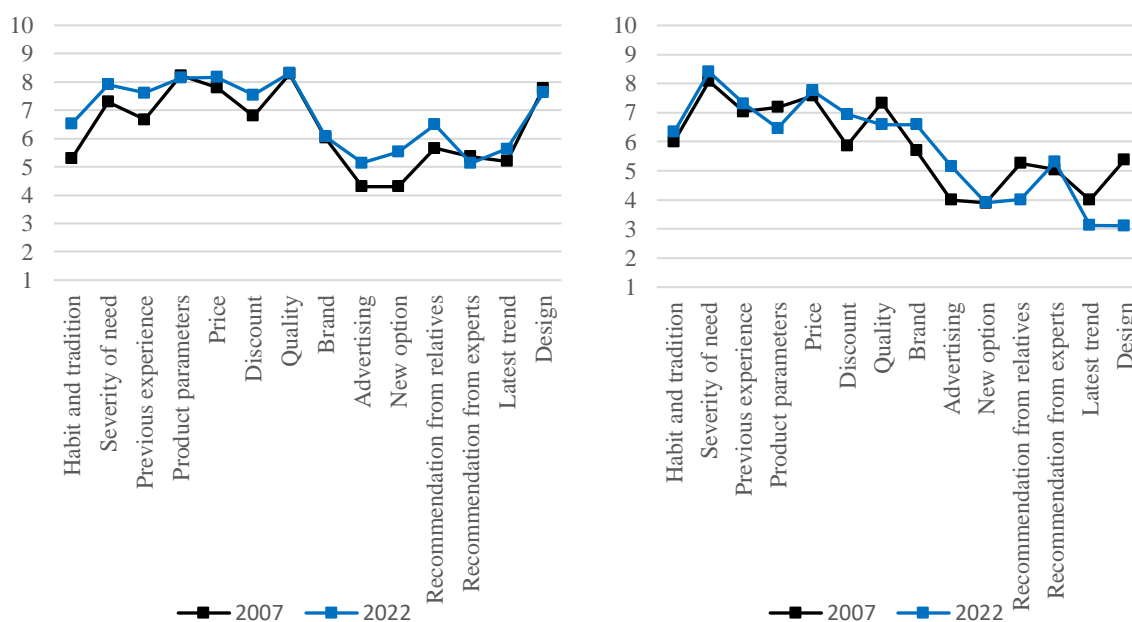 10
9
8
7
6
5
4
3
2
1
Habit and tradition
Severity of need
Previous experience
Product parameters
Price
Discount
Quality
Brand
Advertising
New option
Recommendation from relatives
Recommendation from experts
Latest trend
Design
2007
2022
10
9
8
7
6
5
4
3
2
1
Habit and tradition
Severity of need
Previous experience
Product parameters
Price
Discount
Quality
Brand
Advertising
New option
Recommendation from relatives
Recommendation from experts
Latest trend
Design
2007
2022